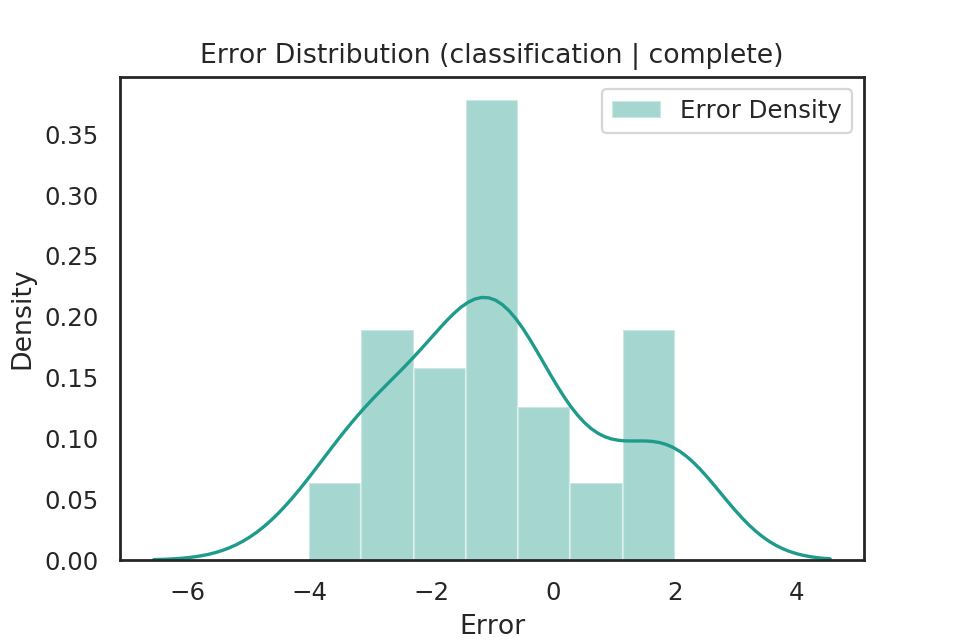 Error Distribution (classification | complete)
Error Density
0.35
0.30
0.25
0.20
0.15
0.10
0.05
0.00
Density
−6 −4 −2 0 2 4
Error